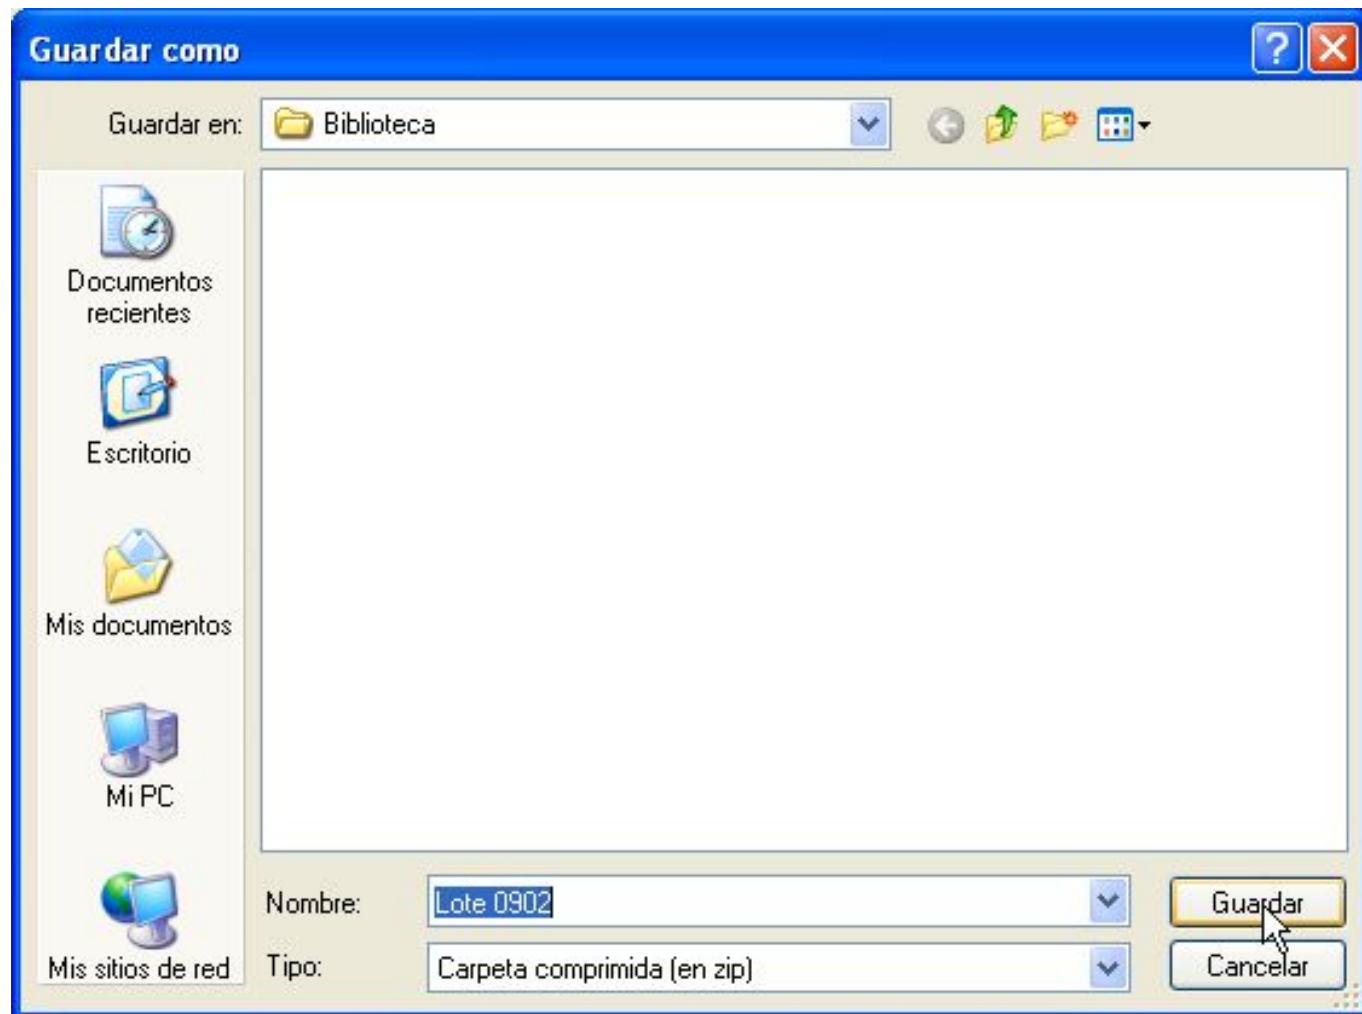 Guardar como
Guardar en:
Biblioteca
Documentos
recientes
Escritorio
Mis documentos
Mi PC
Mis sitios de red
Nombre:
Lote 0902
Guardar
Tipo:
Carpeta comprimida (en zip)
Cancelar